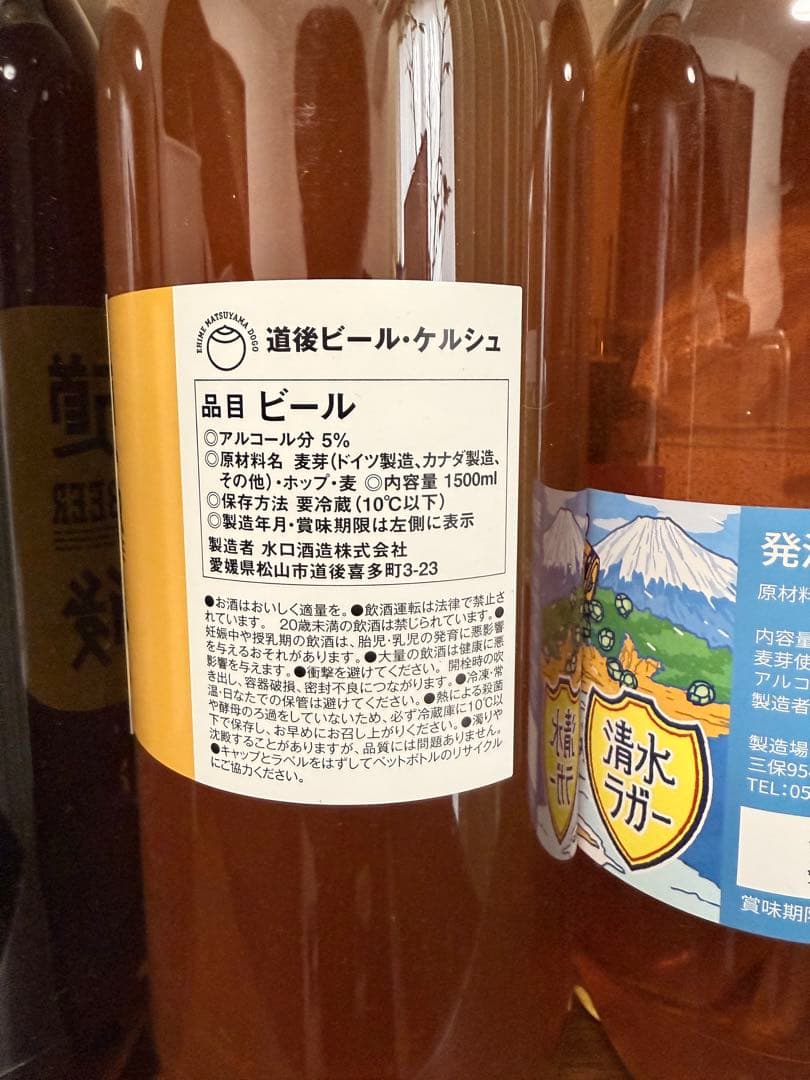 EHIME MATSUYAMA DOGO
道後ビール・ケルシュ
品目 ビール
◎アルコール分 5%
◎原材料名 麦芽(ドイツ製造、カナダ製造、
その他)・ホップ・麦 ◎内容量 1500ml
◎保存方法 要冷蔵(10℃以下)
◎製造年月・賞味期限は左側に表示
製造者 水口酒造株式会社
愛媛県松山市道後喜多町3-23
●お酒はおいしく適量を。●飲酒運転は法律で禁止さ
れています。 20歳未満の飲酒は禁じられています。●
妊娠中や授乳期の飲酒は、胎児・乳児の発育に悪影響
を与えるおそれがあります。●大量の飲酒は健康に悪
影響を与えます。●衝撃を避けてください。 開栓時の吹
き出し、容器破損、密封不良につながります。●冷凍・常
温・日なたでの保管は避けてください。●熱による殺菌
や酵母のろ過をしていないため、必ず冷蔵庫に10℃以
下で保存し、お早めにお召し上がりください。●濁りや
沈殿することがありますが、品質には問題ありません。
●キャップとラベルをはずしてペットボトルのリサイクル
にご協力ください。
道
BEER
後
清水
ラガー
発
原材料
内容量
麦芽使
アルコ
製造者
製造場
三保95
TEL:05
賞味期限